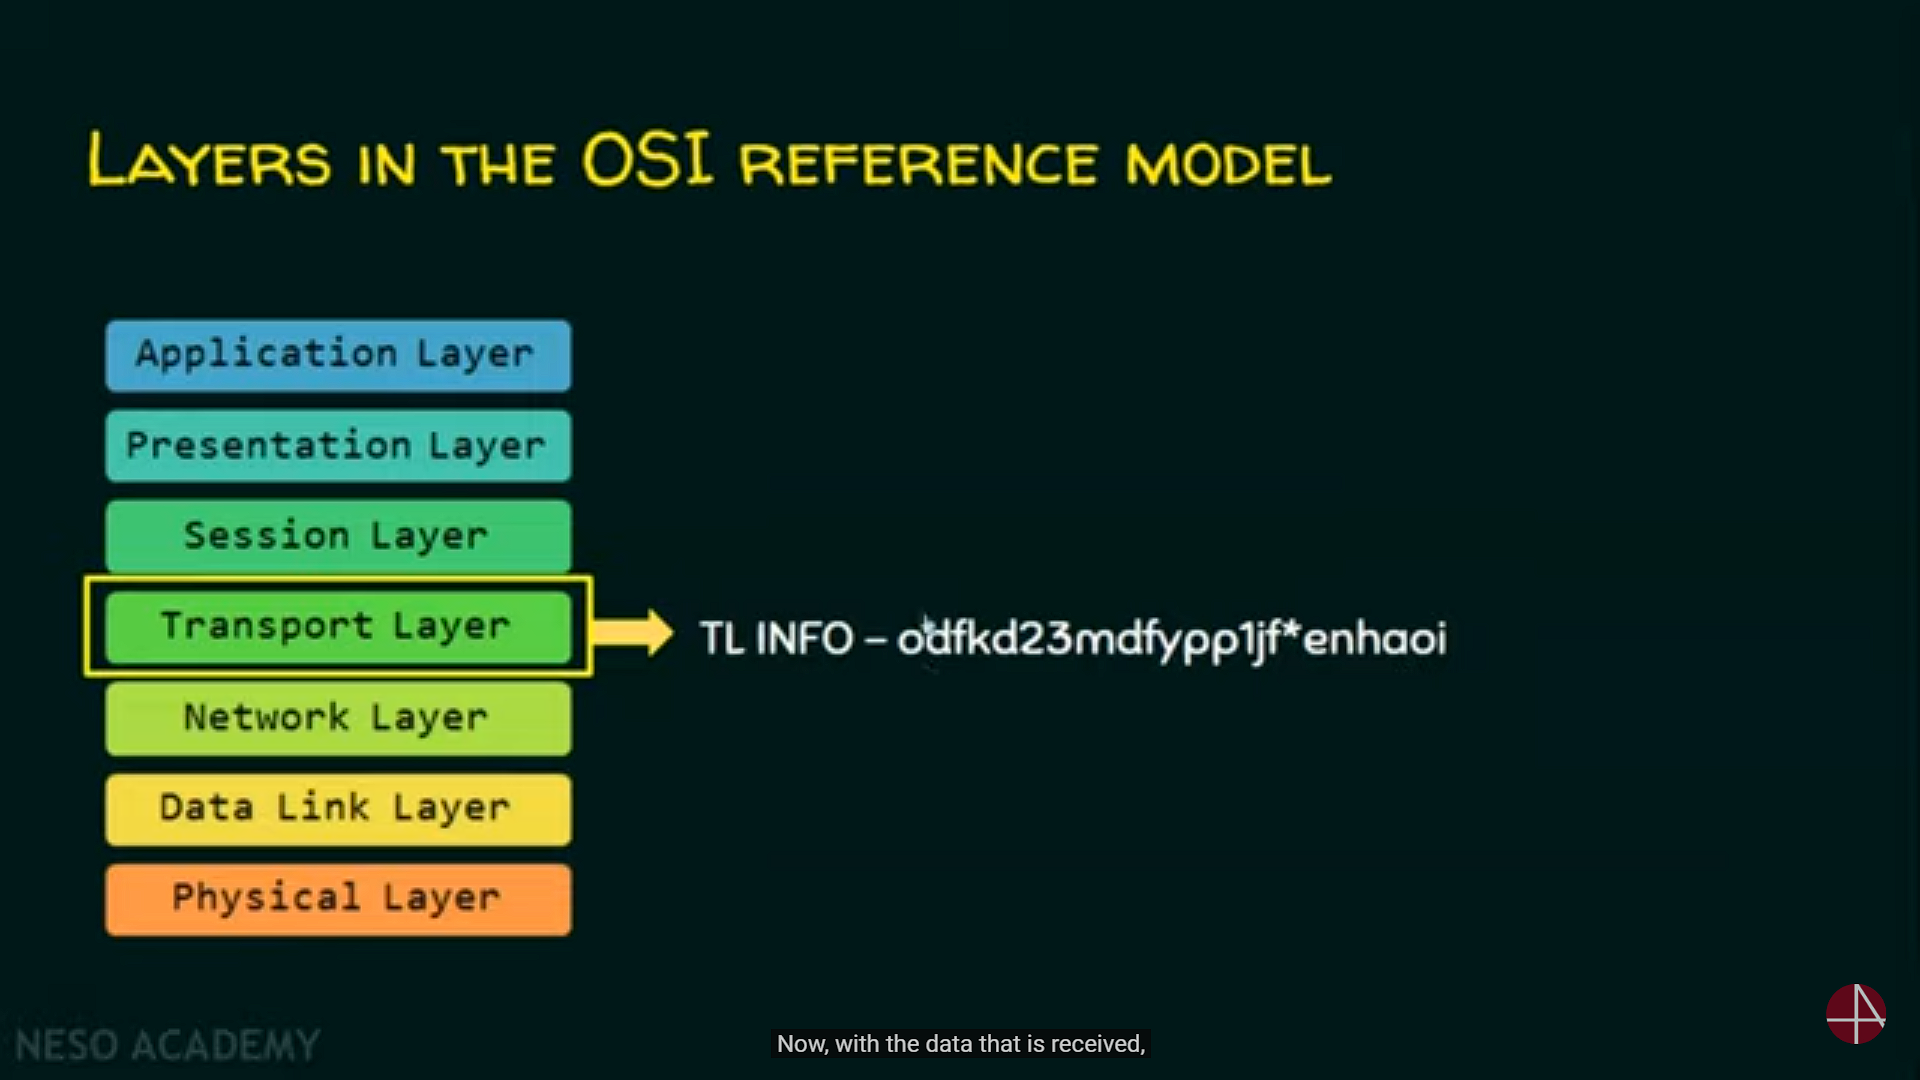 LAYERS IN THE OSI REFERENCE MODEL
Application Layer
Presentation Layer
Session Layer
Transport Layer
TL INFO – odfkd23mdfypp1jf*enhaoi
Network Layer
Data Link Layer
Physical Layer
NESO ACADEMY
Now, with the data that is received,